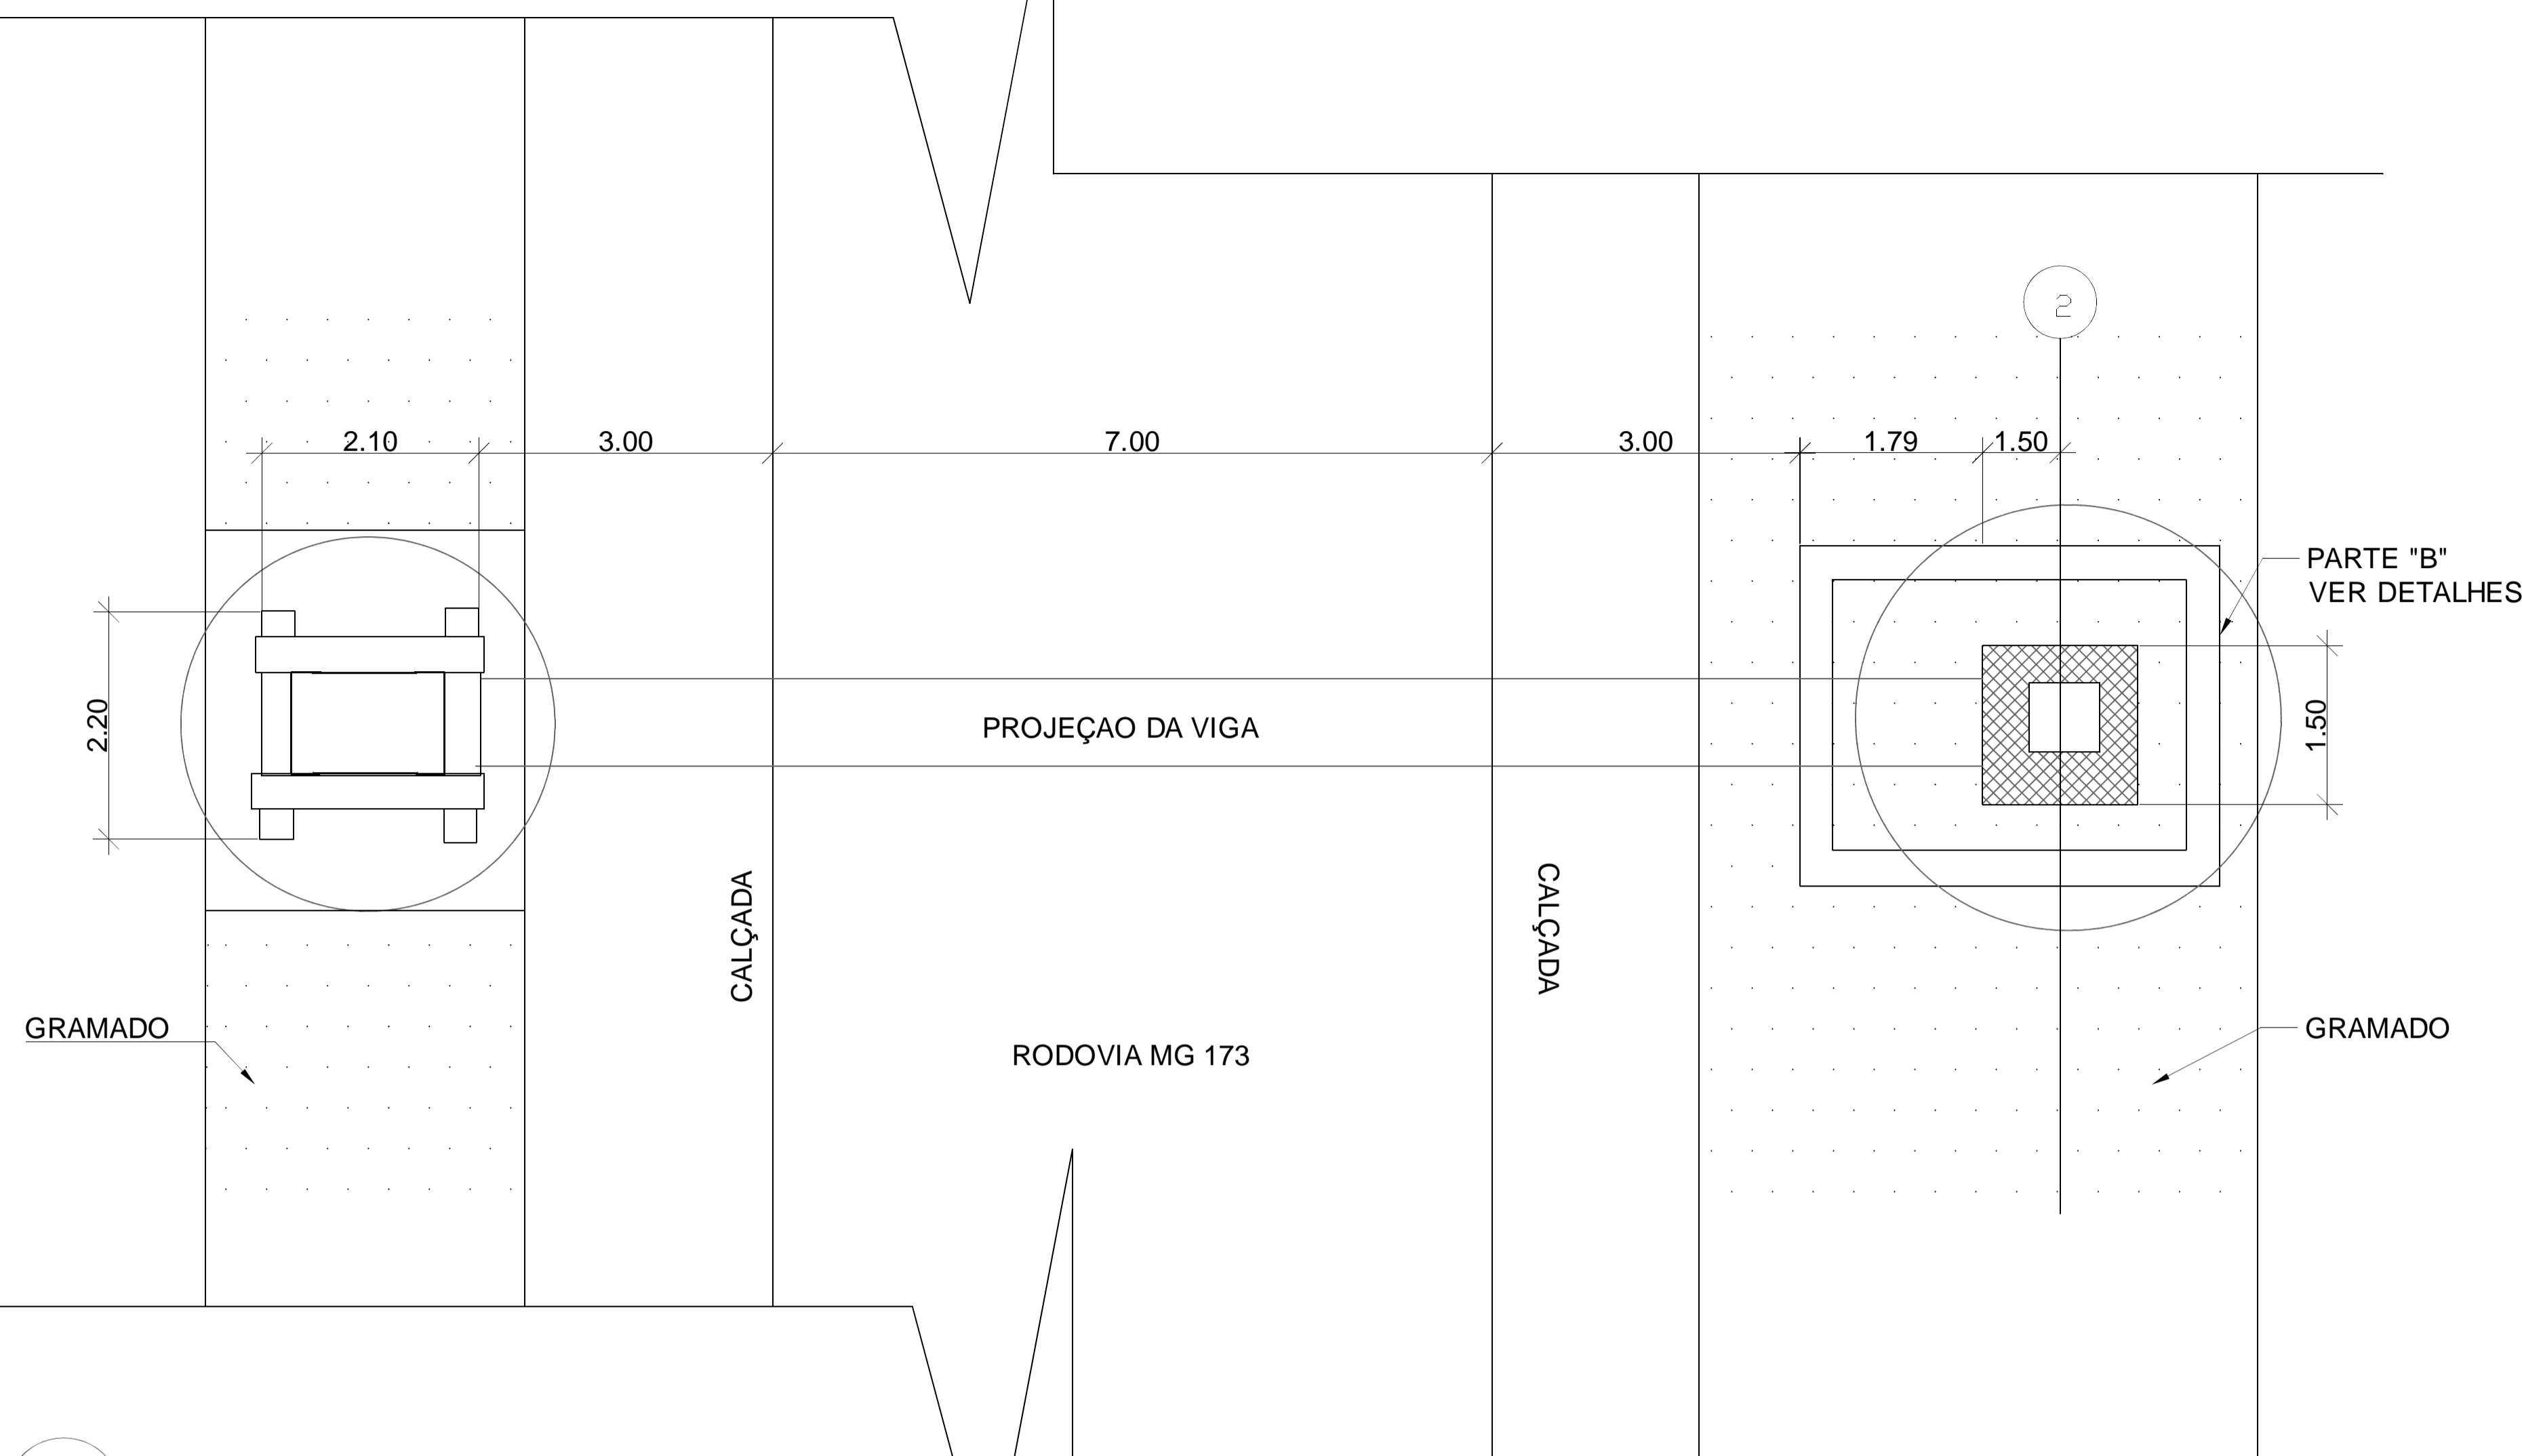 2
2.10
3.00
7.00
3.00
1.79
1.50
PARTE "B"
VER DETALHES
2.20
PROJEÇAO DA VIGA
1.50
CALÇADA
CALÇADA
GRAMADO
RODOVIA MG 173
GRAMADO